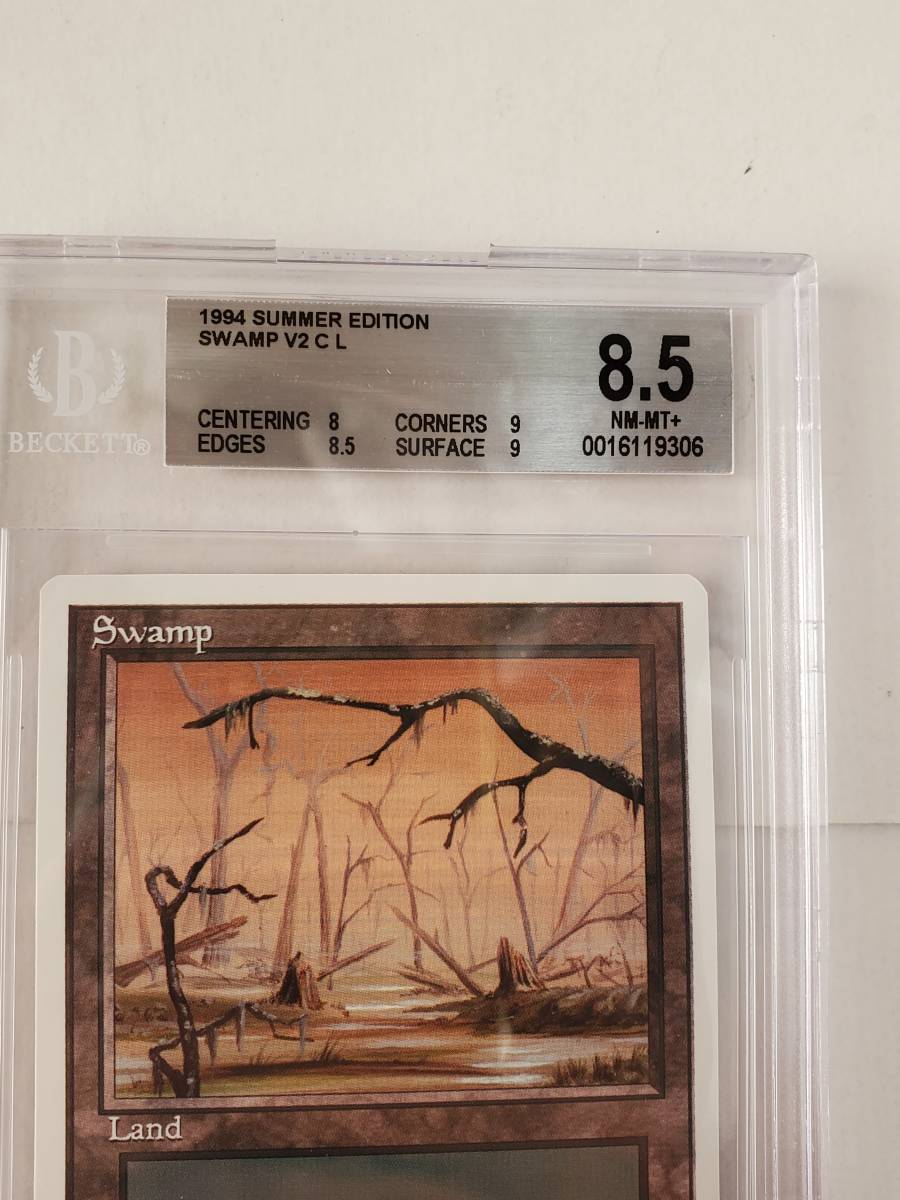 1994 SUMMER EDITION
SWAMP V2 C L
8.5
CENTERING 8 CORNERS 9 NM-MT+
EDGES 8.5 SURFACE 9 0016119306
B
BECKETT®
Swamp
Land